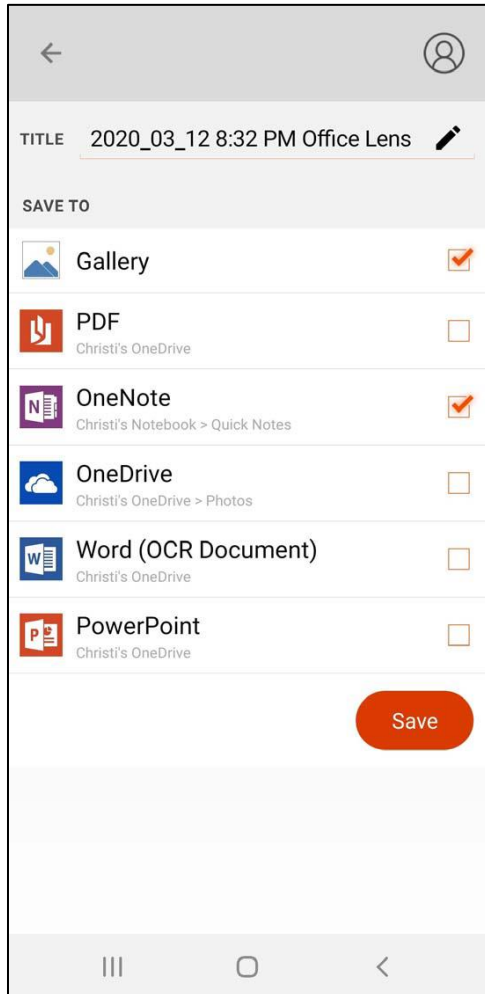 TITLE 2020_03_12 8:32 PM Office Lens
SAVE TO
Gallery
PDF
Christi's OneDrive
OneNote
Christi's Notebook > Quick Notes
OneDrive
Christi's OneDrive > Photos
Word (OCR Document)
Christi's OneDrive
PowerPoint
Christi's OneDrive
Save